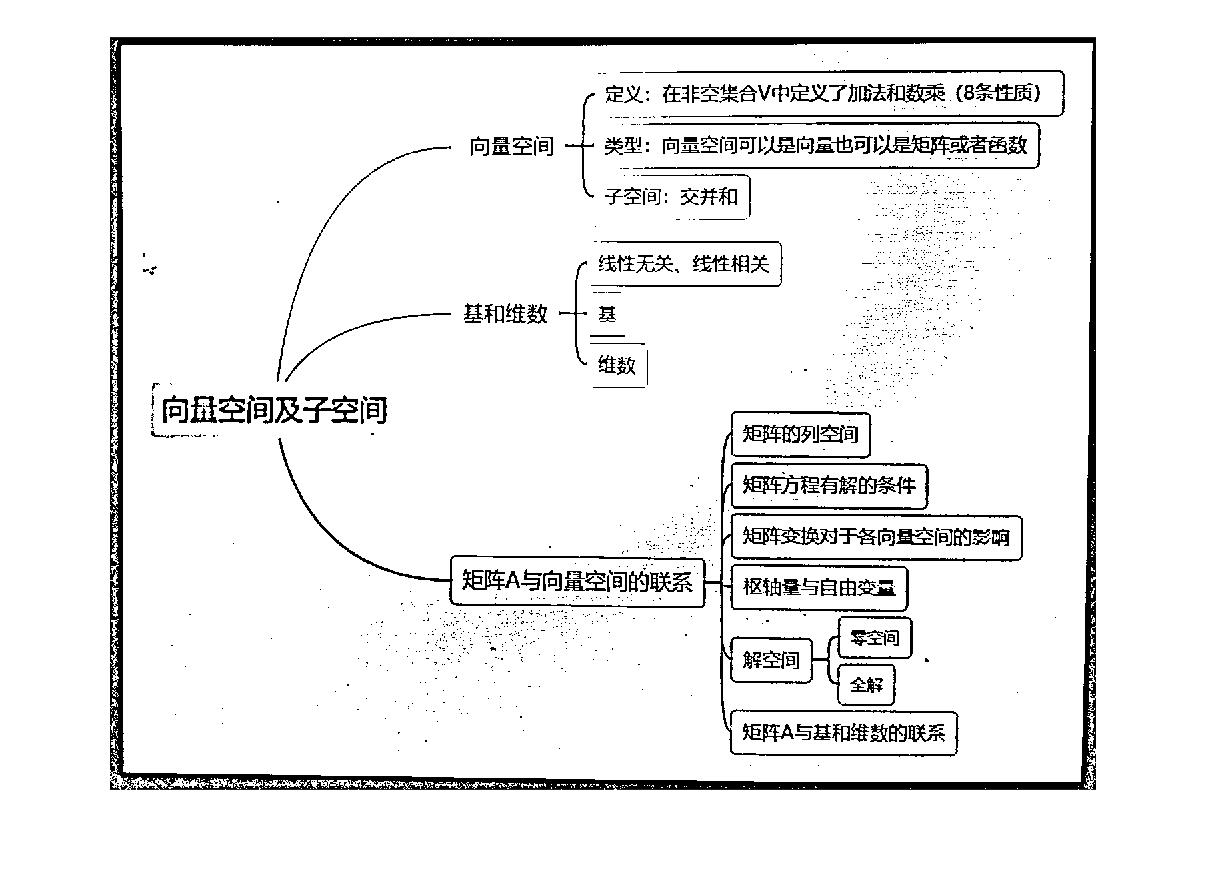 定义：在非空集合V中定义了加法和数乘（8条性质）
向量空间
类型：向量空间可以是向量也可以是矩阵或者函数
子空间：交并和
线性无关、线性相关
基和维数
基
维数
向量空间及子空间
矩阵的列空间
矩阵方程有解的条件
矩阵变换对于各向量空间的影响
矩阵A与向量空间的联系
枢轴量与自由变量
零空间
解空间
全解
矩阵A与基和维数的联系